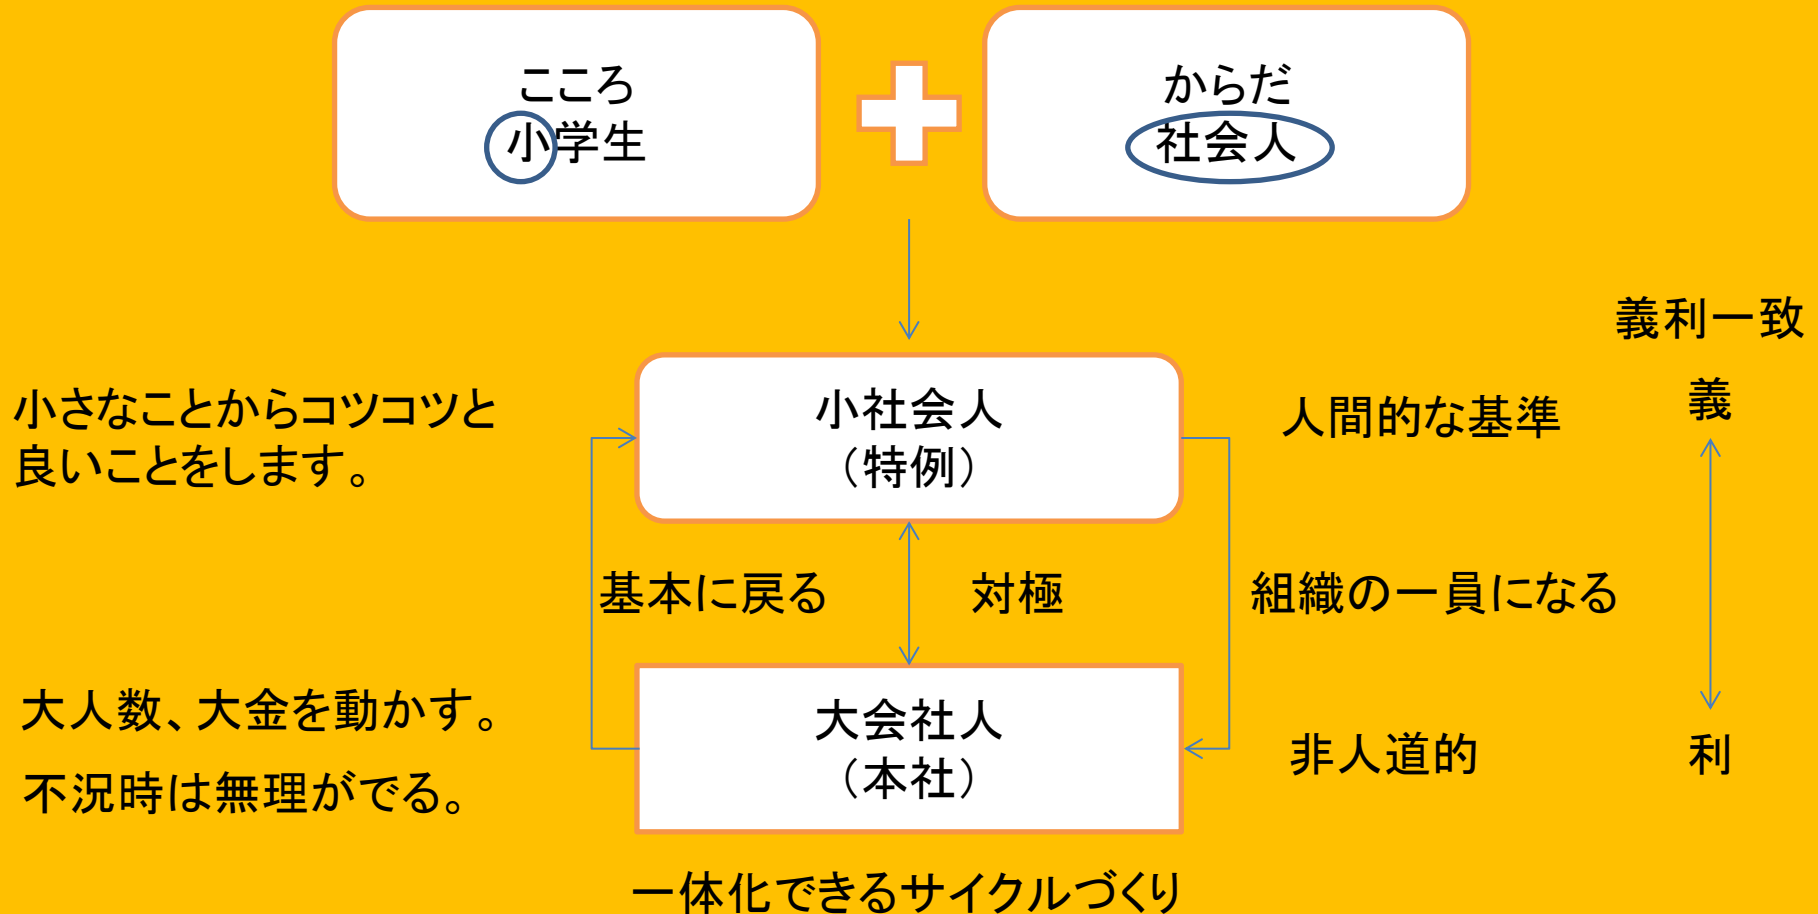 こころ
小学生
からだ
社会人
義利一致
小さなことからコツコツと
良いことをします。
小社会人
（特例）
人間的な基準
義
基本に戻る
対極
組織の一員になる
大人数、大金を動かす。
不況時は無理がでる。
大会社人
（本社）
非人道的
利
一体化できるサイクルづくり